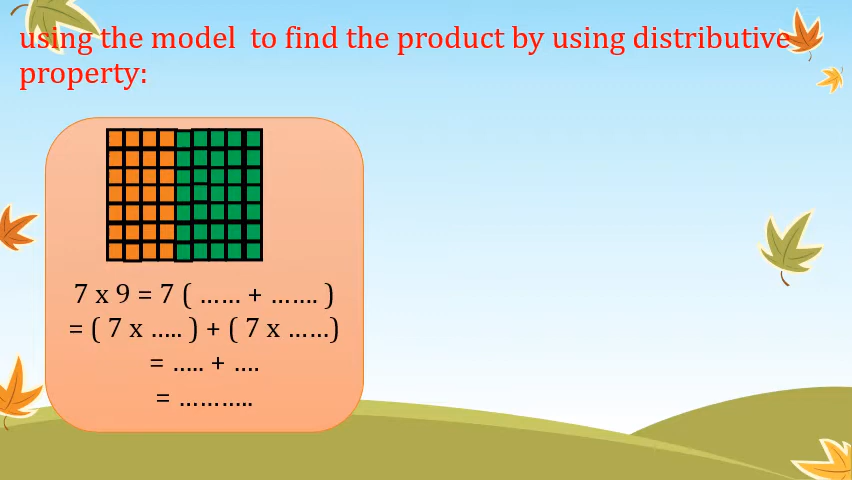 using the model  to find the product by using distributive
property:
7 x 9 = 7 ( …… + ……. )
= ( 7 x ….. ) + ( 7 x ……)
= ….. + ….
= ………..